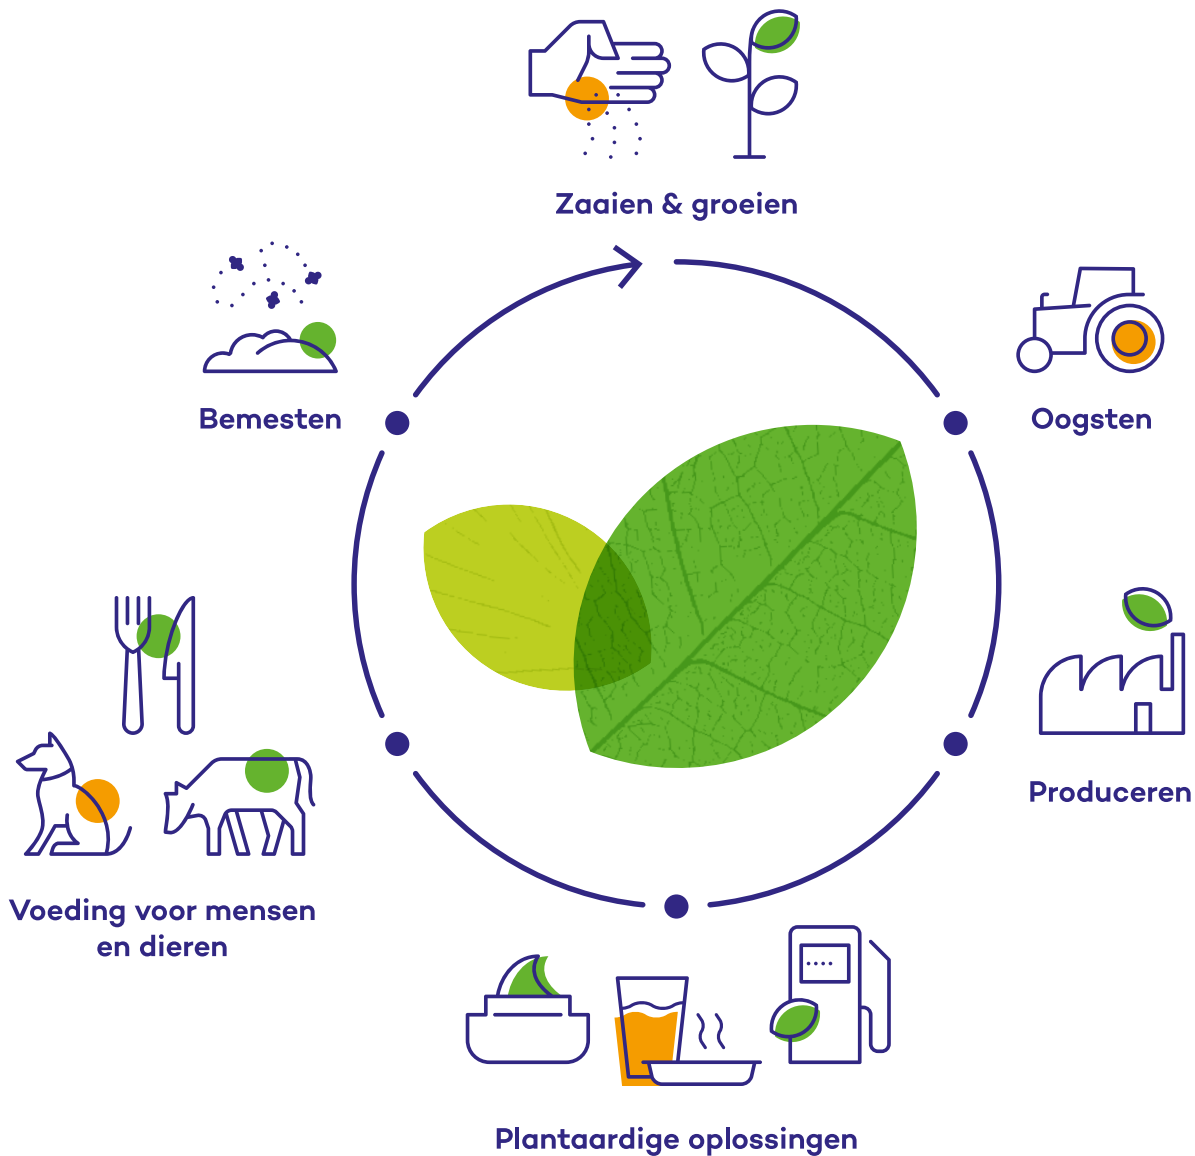 Zaaien & groeien
Oogsten
Produceren
Plantaardige oplossingen
Voeding voor mensen
en dieren
Bemesten